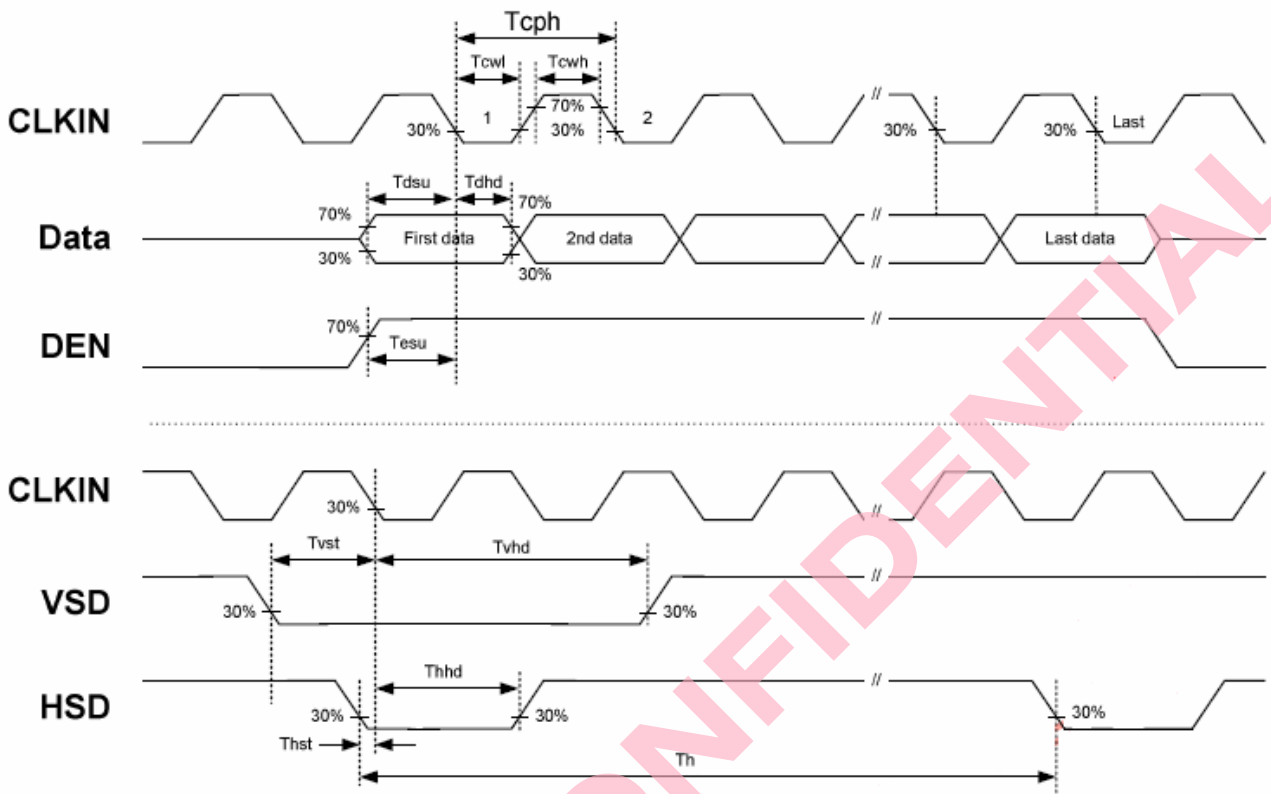 Tcph
Tcwl Tcwh
CLKIN 30% 1 70% 30% 2 // 30% 30% Last
Tdsu Tdhd
70% 70%
Data First data 2nd data // Last data
30% 30%
70%
DEN Tesu //
CLKIN 30% //
Tvst Tvhd
VSD 30% 30% //
Thhd
HSD 30% 30% // 30%
Thst
Th
CONFIDENTIAL